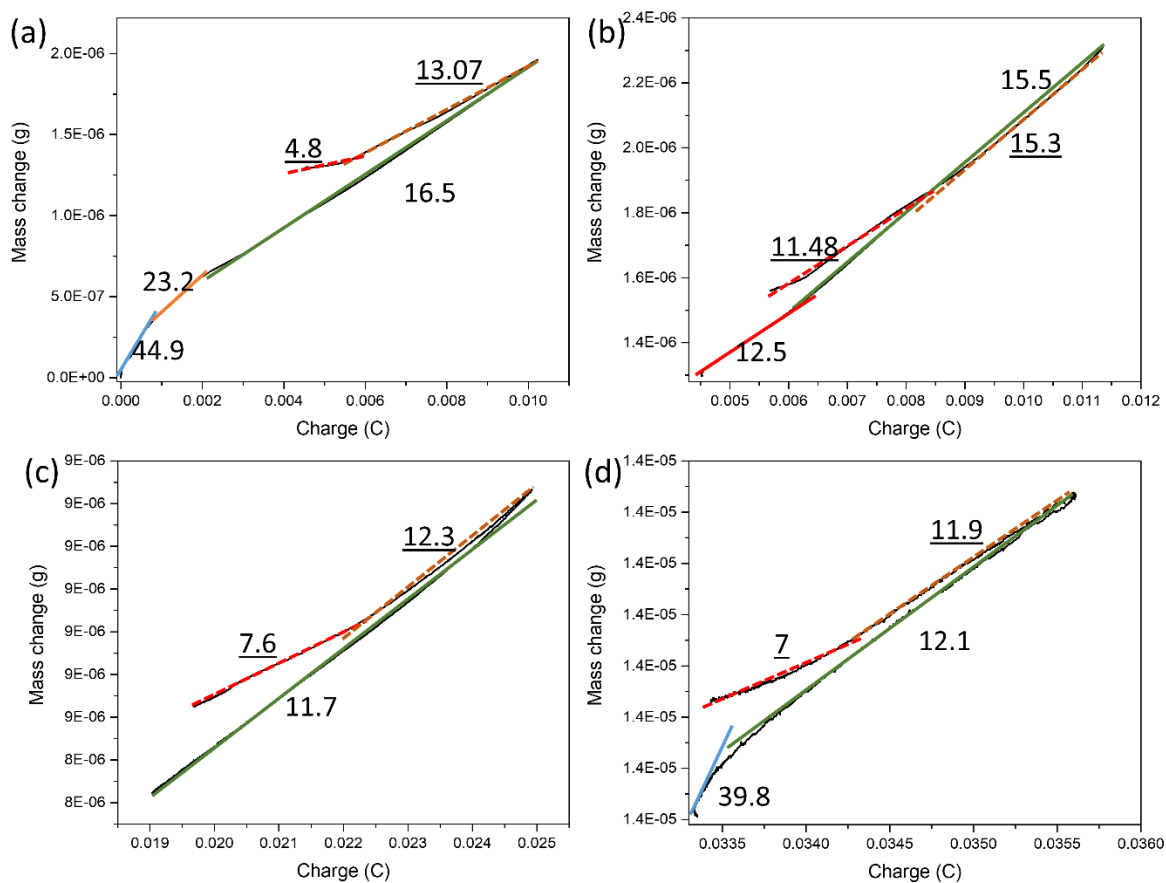 (a)
2.0E-06
1.5E-06
1.0E-06
5.0E-07
0.0E+00
Mass change (g)
13.07
4.8
16.5
23.2
44.9
0.000
0.002
0.004
0.006
0.008
0.010
Charge (C)
(b)
2.4E-06
2.2E-06
2.0E-06
1.8E-06
1.6E-06
1.4E-06
Mass change (g)
15.5
15.3
11.48
12.5
0.005
0.006
0.007
0.008
0.009
0.010
0.011
0.012
Charge (C)
(c)
9E-06
9E-06
9E-06
9E-06
9E-06
9E-06
9E-06
8E-06
8E-06
Mass change (g)
12.3
7.6
11.7
0.019
0.020
0.021
0.022
0.023
0.024
0.025
Charge (C)
(d)
1.4E-05
1.4E-05
1.4E-05
1.4E-05
1.4E-05
1.4E-05
1.4E-05
1.4E-05
Mass change (g)
11.9
7
12.1
39.8
0.0335
0.0340
0.0345
0.0350
0.0355
0.0360
Charge (C)